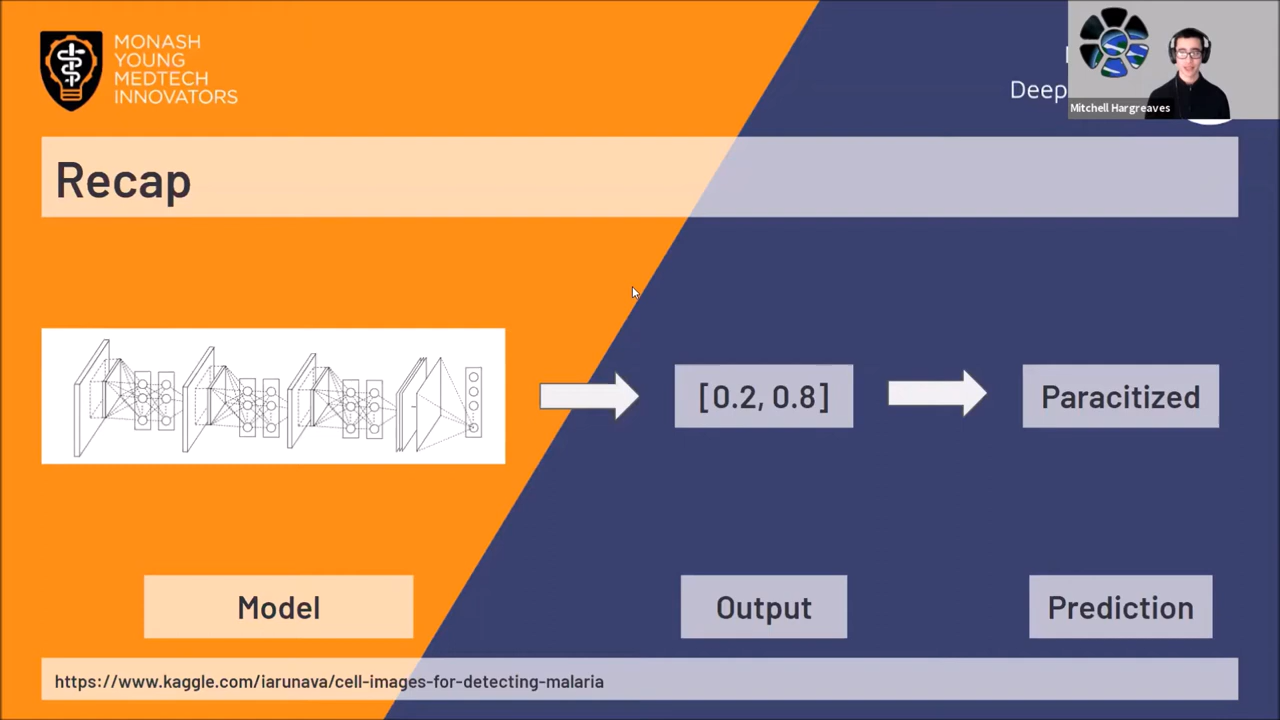 MONASH
YOUNG
MEDTECH
INNOVATORS
Deep
Mitchell Hargreaves
Recap
[0.2, 0.8]
Paracitized
Model
Output
Prediction
https://www.kaggle.com/iarunava/cell-images-for-detecting-malaria